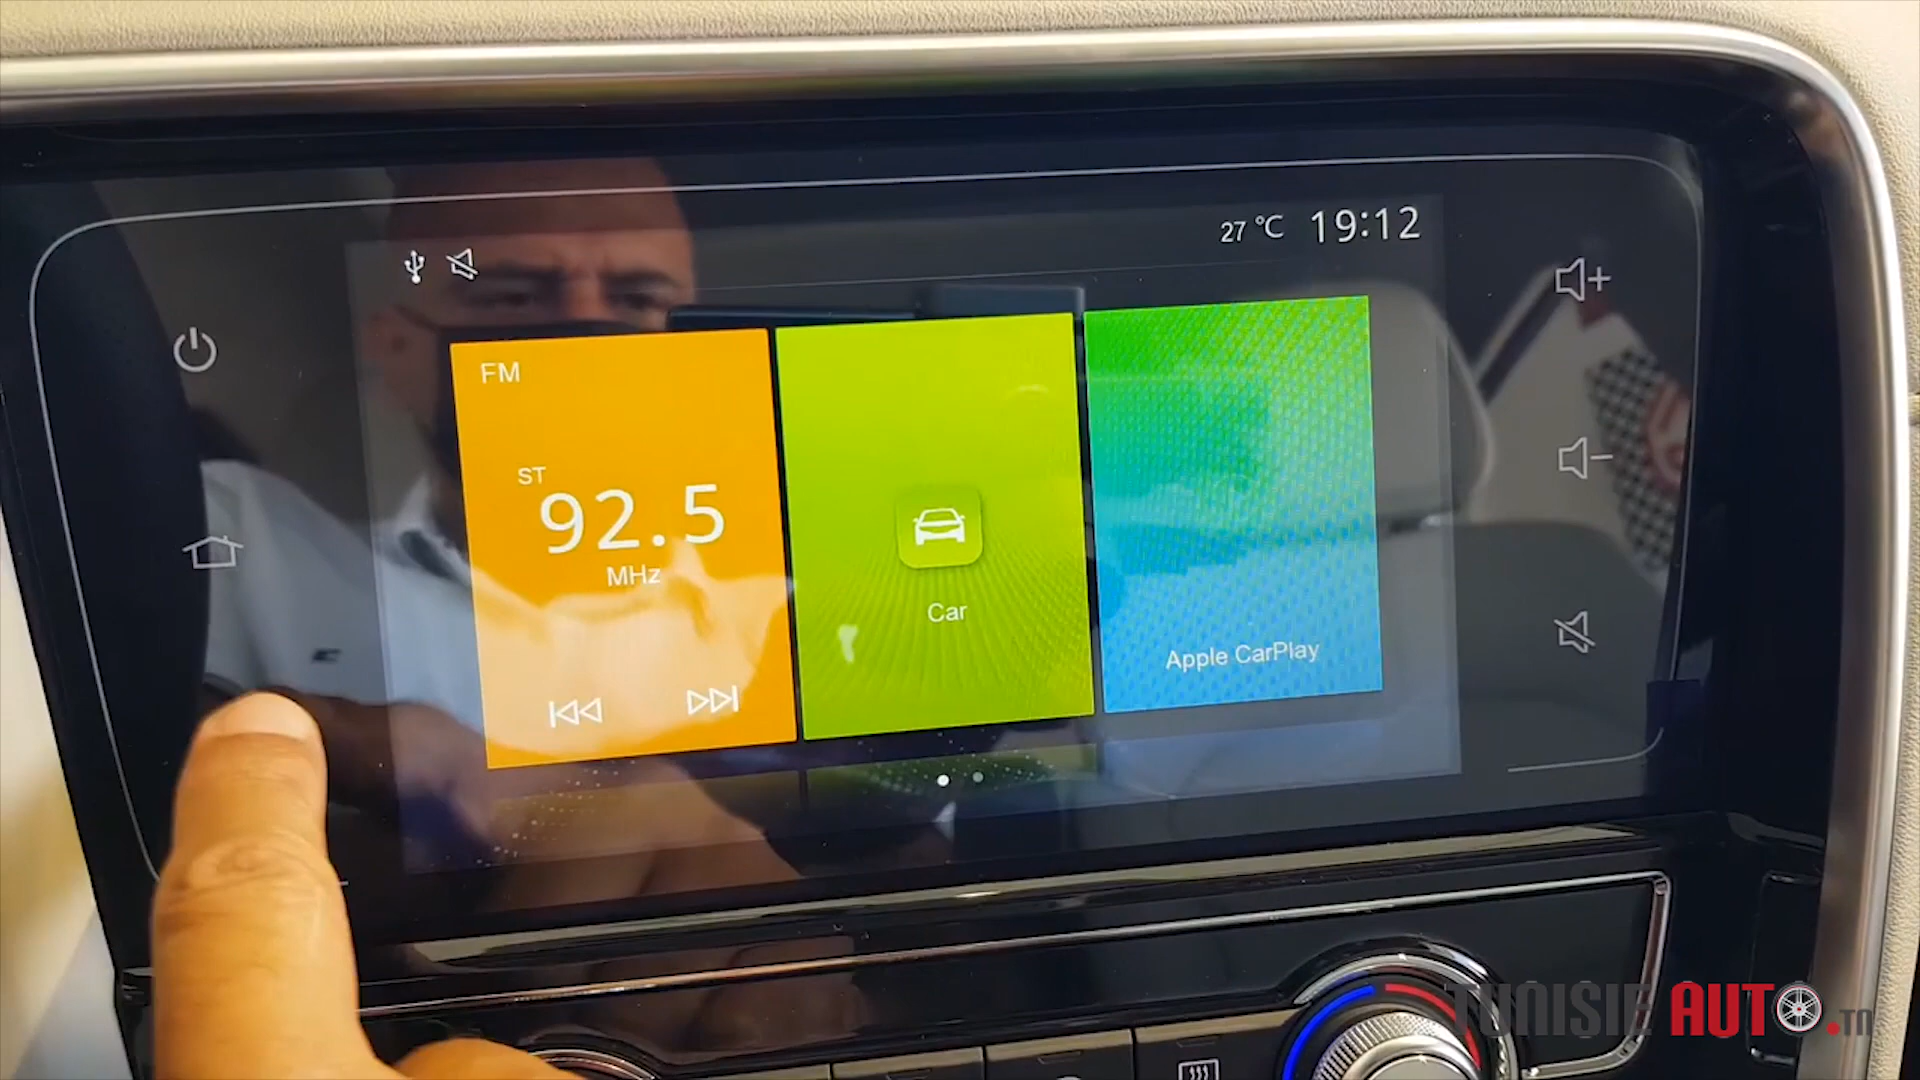 27 °C 19:12
FM
ST
92.5
MHz
Car
Apple CarPlay
TUNISIE AUTO.TN